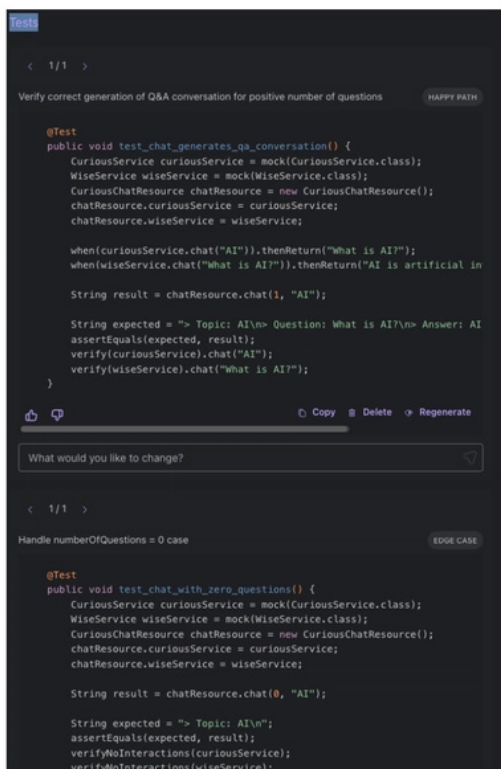 Tests
< 1/1 >
Verify correct generation of Q&A conversation for positive number of questions HAPPY PATH
@Test
public void test_chat_generates_qa_conversation() {
CuriousService curiousService = mock(CuriousService.class);
WiseService wiseService = mock(WiseService.class);
CuriousChatResource chatResource = new CuriousChatResource();
chatResource.curiousService = curiousService;
chatResource.wiseService = wiseService;
when(curiousService.chat("AI")).thenReturn("What is AI?");
when(wiseService.chat("What is AI?")).thenReturn("AI is artificial in
String result = chatResource.chat(1, "AI");
String expected = "> Topic: AI\n> Question: What is AI?\n> Answer: AI
assertEquals(expected, result);
verify(curiousService).chat("AI");
verify(wiseService).chat("What is AI?");
}
Copy Delete Regenerate
What would you like to change?
< 1/1 >
Handle numberOfQuestions = 0 case EDGE CASE
@Test
public void test_chat_with_zero_questions() {
CuriousService curiousService = mock(CuriousService.class);
WiseService wiseService = mock(WiseService.class);
CuriousChatResource chatResource = new CuriousChatResource();
chatResource.curiousService = curiousService;
chatResource.wiseService = wiseService;
String result = chatResource.chat(0, "AI");
String expected = "> Topic: AI\n";
assertEquals(expected, result);
verifyNoInteractions(curiousService);
verifyNoInteractions(wiseService);